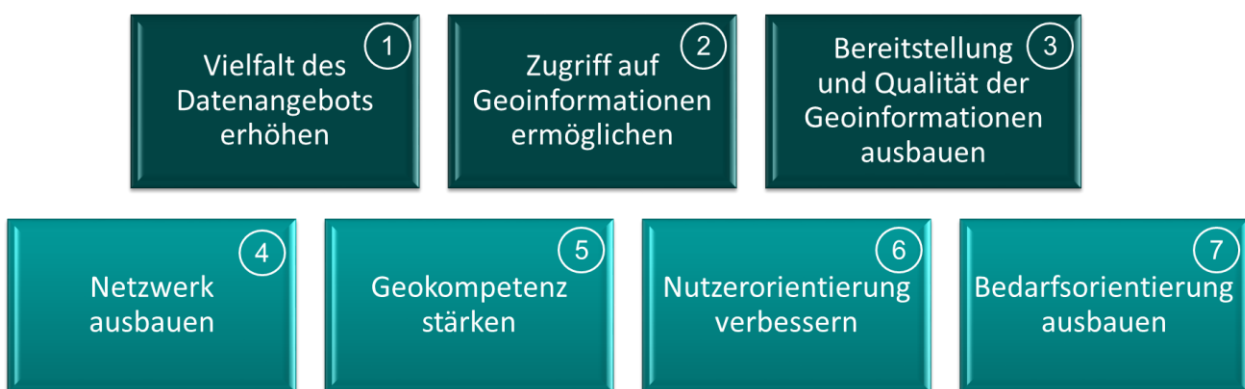 1
Vielfalt des
Datenangebots
erhöhen
2
Zugriff auf
Geoinformationen
ermöglichen
3
Bereitstellung
und Qualität der
Geoinformationen
ausbauen
4
Netzwerk
ausbauen
5
Geokompetenz
stärken
6
Nutzerorientierung
verbessern
7
Bedarfsorientierung
ausbauen